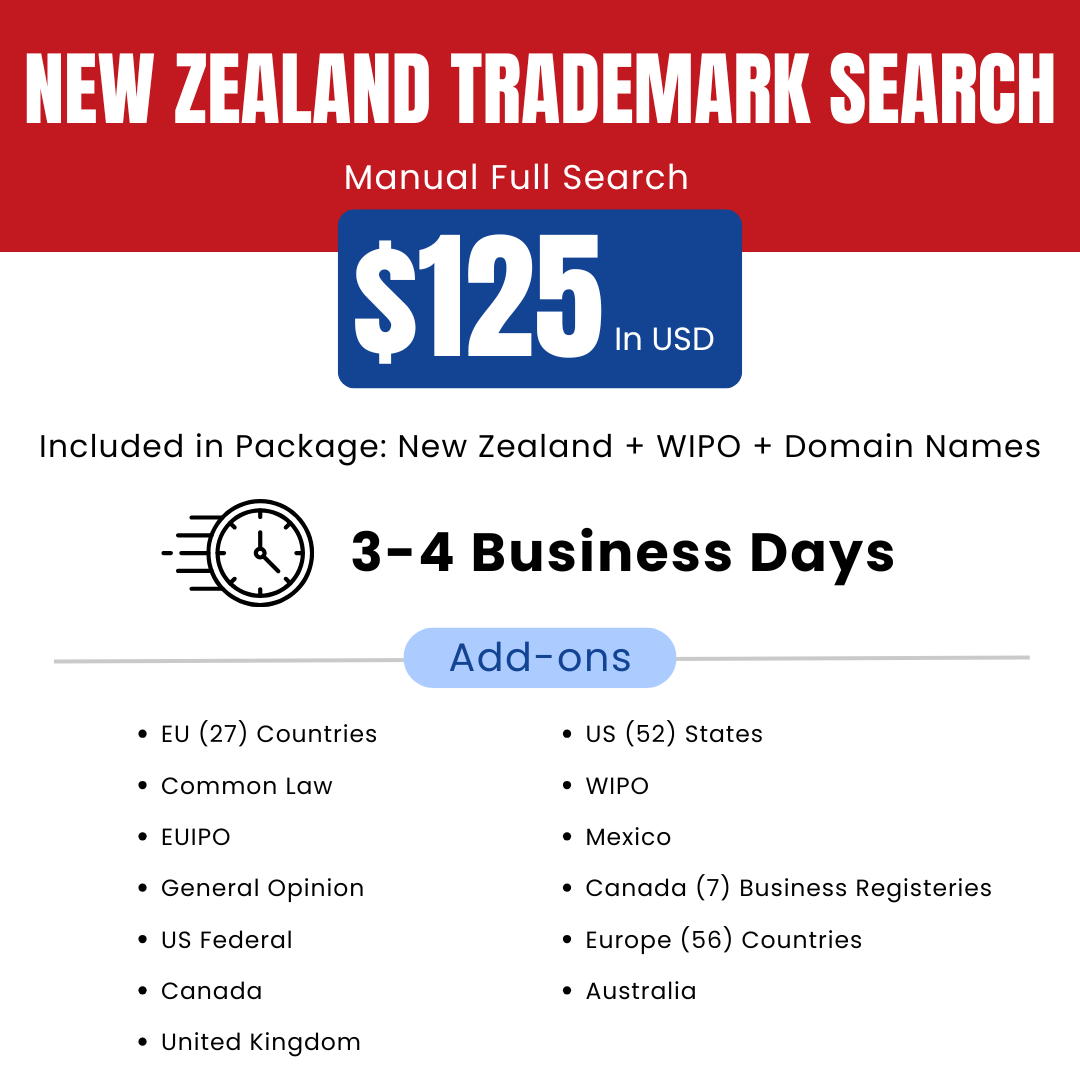 NEW ZEALAND TRADEMARK SEARCH
Manual Full Search
$125 In USD
Included in Package: New Zealand + WIPO + Domain Names
3-4 Business Days
Add-ons
• EU (27) Countries
• Common Law
• EUIPO
• General Opinion
• US Federal
• Canada
• United Kingdom
• US (52) States
• WIPO
• Mexico
• Canada (7) Business Registeries
• Europe (56) Countries
• Australia